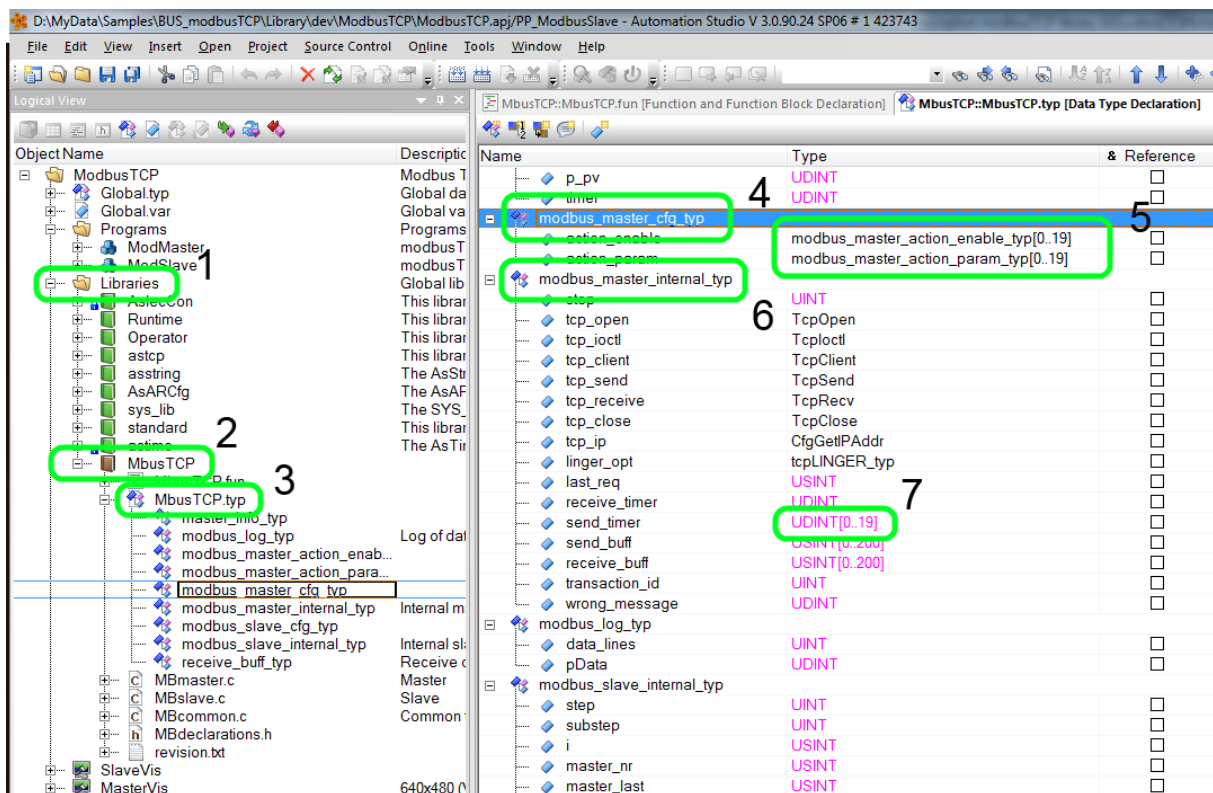 D:\MyData\Samples\BUS_modbusTCP\Library\dev\ModbusTCP\ModbusTCP.apj/PP_ModbusSlave - Automation Studio V 3.0.90.24 SP06 # 1 423743
File Edit View Insert Open Project Source Control Online Tools Window Help
Logical View
Object Name Descriptic
ModbusTCP Modbus T
Global.typ Global da
Global.var Global va
Programs Programs
ModMaster modbusT
ModSlave modbusT
1
Libraries Global lib
AsIecCon This librar
Runtime This librar
Operator This librar
astcp This librar
asstring The AsStr
AsARCfg The AsAF
sys_lib The SYS_
standard This librar
astime The AsTir
2
MbusTCP
MbusTCP.fun
3
MbusTCP.typ
master_info_typ
modbus_log_typ Log of dat
modbus_master_action_enab...
modbus_master_action_para...
modbus_master_cfg_typ
modbus_master_internal_typ Internal m
modbus_slave_cfg_typ
modbus_slave_internal_typ Internal sl
receive_buff_typ Receive d
MBmaster.c Master
MBslave.c Slave
MBcommon.c Common
MBdeclarations.h
revision.txt
SlaveVis
MasterVis 640x480 (V
MbusTCP::MbusTCP.fun [Function and Function Block Declaration] MbusTCP::MbusTCP.typ [Data Type Declaration]
Name Type & Reference
p_pv UDINT
timer UDINT
4
modbus_master_cfg_typ
5
action_enable modbus_master_action_enable_typ[0..19]
action_param modbus_master_action_param_typ[0..19]
modbus_master_internal_typ
step UINT
6
tcp_open TcpOpen
tcp_ioctl TcpIoctl
tcp_client TcpClient
tcp_send TcpSend
tcp_receive TcpRecv
tcp_close TcpClose
tcp_ip CfgGetIPAddr
linger_opt tcpLINGER_typ
last_req USINT
7
receive_timer UDINT
send_timer UDINT[0..19]
send_buff USINT[0..200]
receive_buff USINT[0..200]
transaction_id UINT
wrong_message UDINT
modbus_log_typ
data_lines UINT
pData UDINT
modbus_slave_internal_typ
step UINT
substep UINT
i USINT
master_nr USINT
master_last USINT